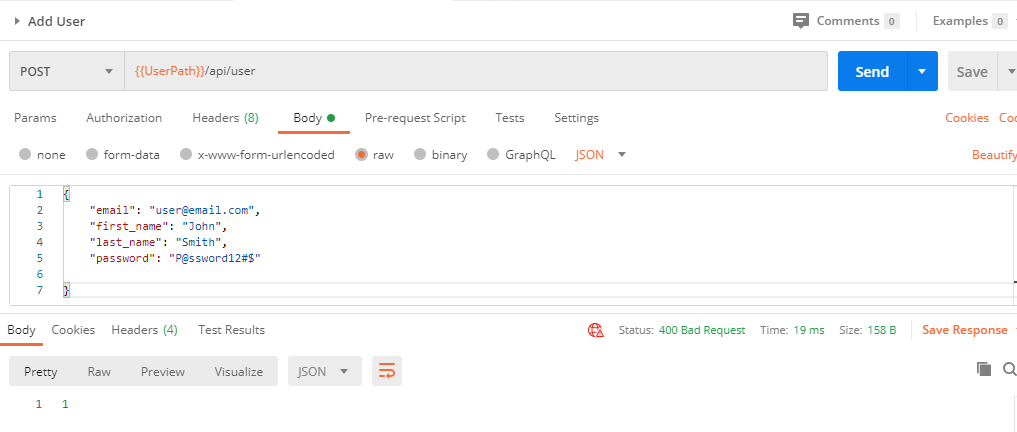 Add User Comments 0 Examples 0
POST {{UserPath}}/api/user Send Save
Params Authorization Headers (8) Body Pre-request Script Tests Settings Cookies
none form-data x-www-form-urlencoded raw binary GraphQL JSON Beautify
1 {
2 "email": "user@email.com",
3 "first_name": "John",
4 "last_name": "Smith",
5 "password": "P@ssword12#$"
6
7 }
Body Cookies Headers (4) Test Results Status: 400 Bad Request Time: 19 ms Size: 158 B Save Response
Pretty Raw Preview Visualize JSON
1 1